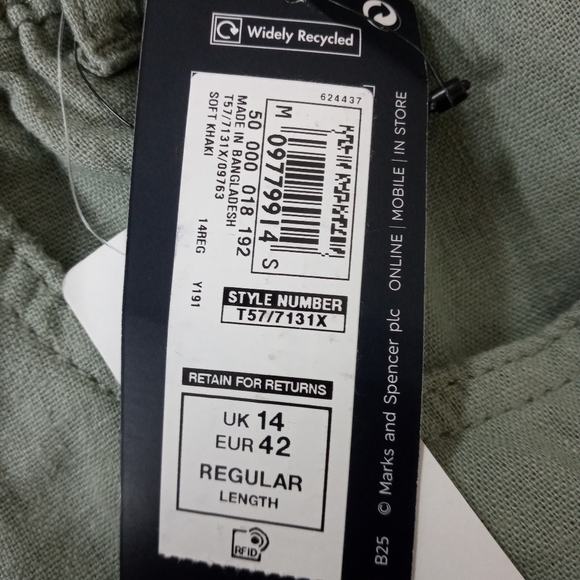 Widely Recycled
624437
M 09779914 S
50 000 018 192
MADE IN BANGLADESH
T57/7131X/09763
SOFT KHAKI
14REG
Y191
STYLE NUMBER
T57/7131X
RETAIN FOR RETURNS
UK 14
EUR 42
REGULAR
LENGTH
RFID
B25 © Marks and Spencer plc ONLINE | MOBILE | IN STORE